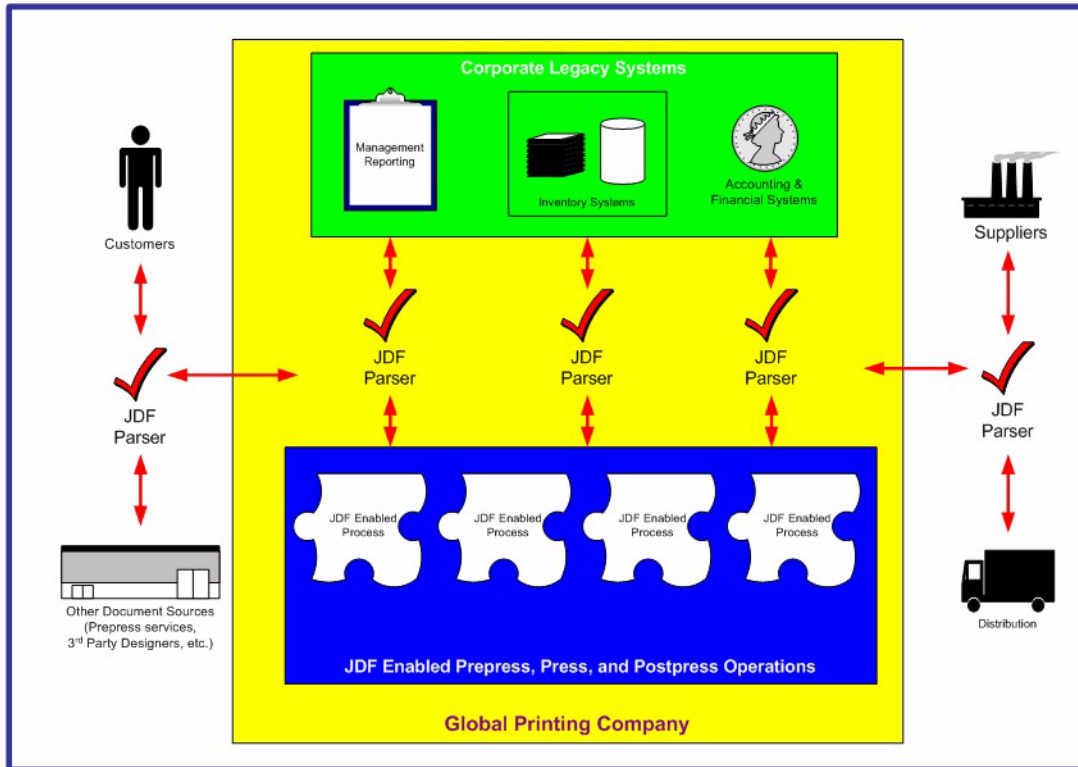 Corporate Legacy Systems
Management
Reporting
Inventory Systems
Accounting &
Financial Systems
Customers
Suppliers
JDF
Parser
JDF
Parser
JDF
Parser
JDF
Parser
JDF
Parser
JDF Enabled
Process
JDF Enabled
Process
JDF Enabled
Process
JDF Enabled
Process
Other Document Sources
(Prepress services,
3rd Party Designers, etc.)
Distribution
JDF Enabled Prepress, Press, and Postpress Operations
Global Printing Company